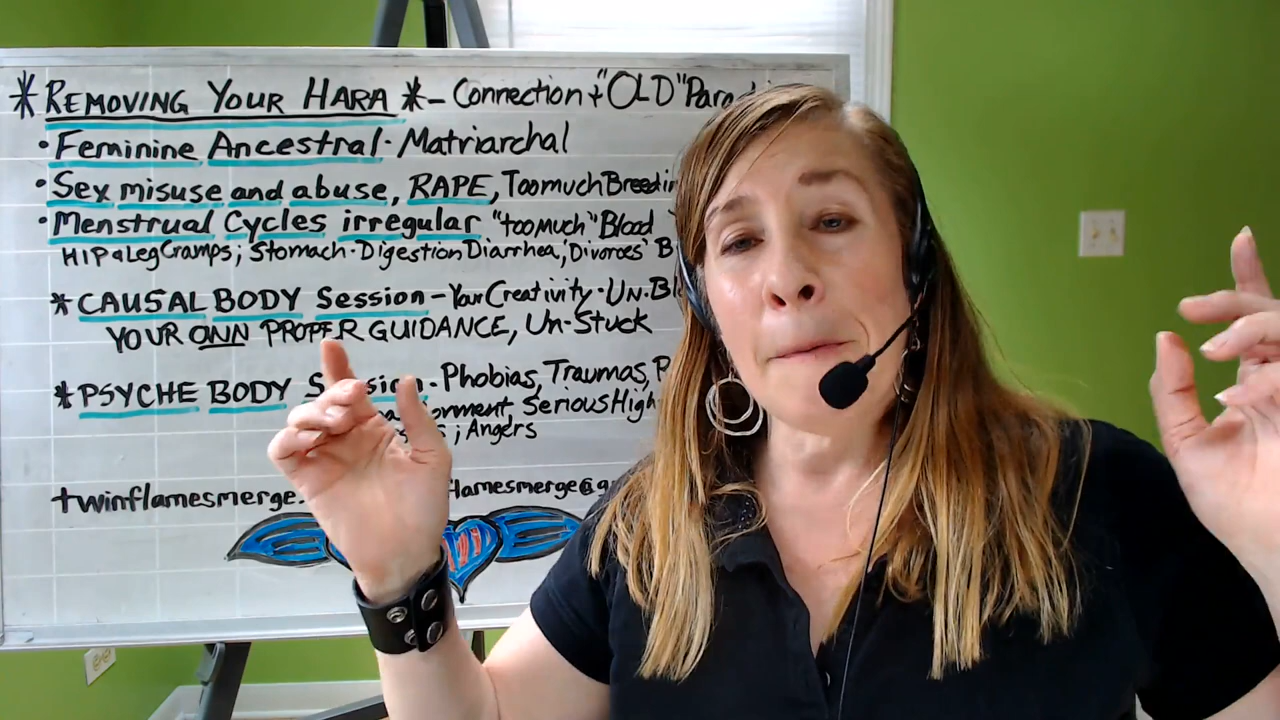 * REMOVING YOUR HARA * - Connection + "OLD"
• Feminine Ancestral - Matriarchal
• Sex misuse and abuse, RAPE, Too much
• Menstrual Cycles irregular "too much" Blood
HIP & Leg Cramps; Stomach - Digestion Diarrhea, 'Divorces'
* CAUSAL BODY Session - Your Creativity - UN-
YOUR OWN PROPER GUIDANCE, Un-Stuck
* PSYCHE BODY Session - Phobias, Traumas,
Serious High
; Angers
twinflamesmerge.